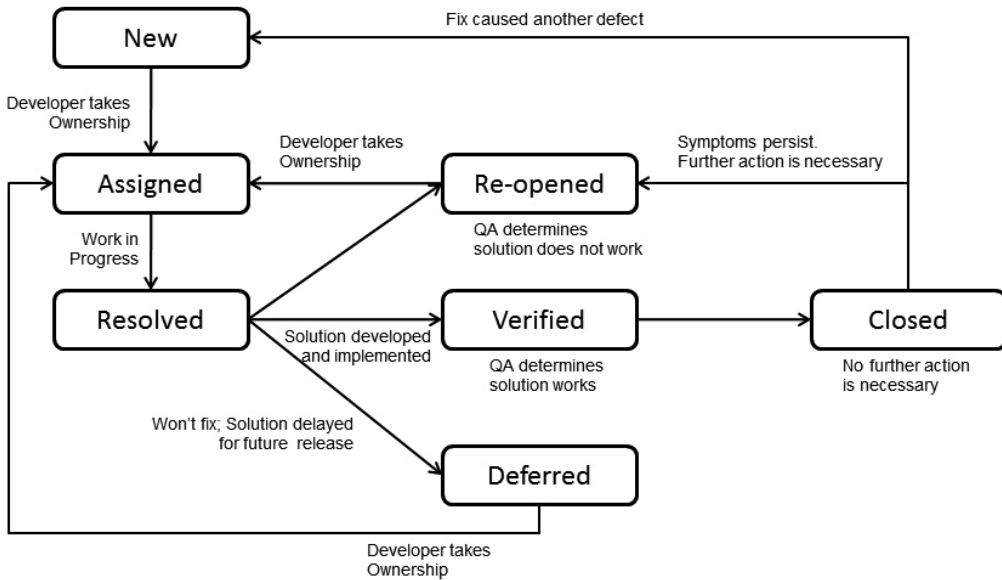 Fix caused another defect
New
Developer takes
Ownership
Developer takes
Ownership
Symptoms persist.
Further action is necessary
Assigned
Re-opened
Work in
Progress
QA determines
solution does not work
Resolved
Verified
Closed
Solution developed
and implemented
QA determines
solution works
No further action
is necessary
Won't fix; Solution delayed
for future release
Deferred
Developer takes
Ownership